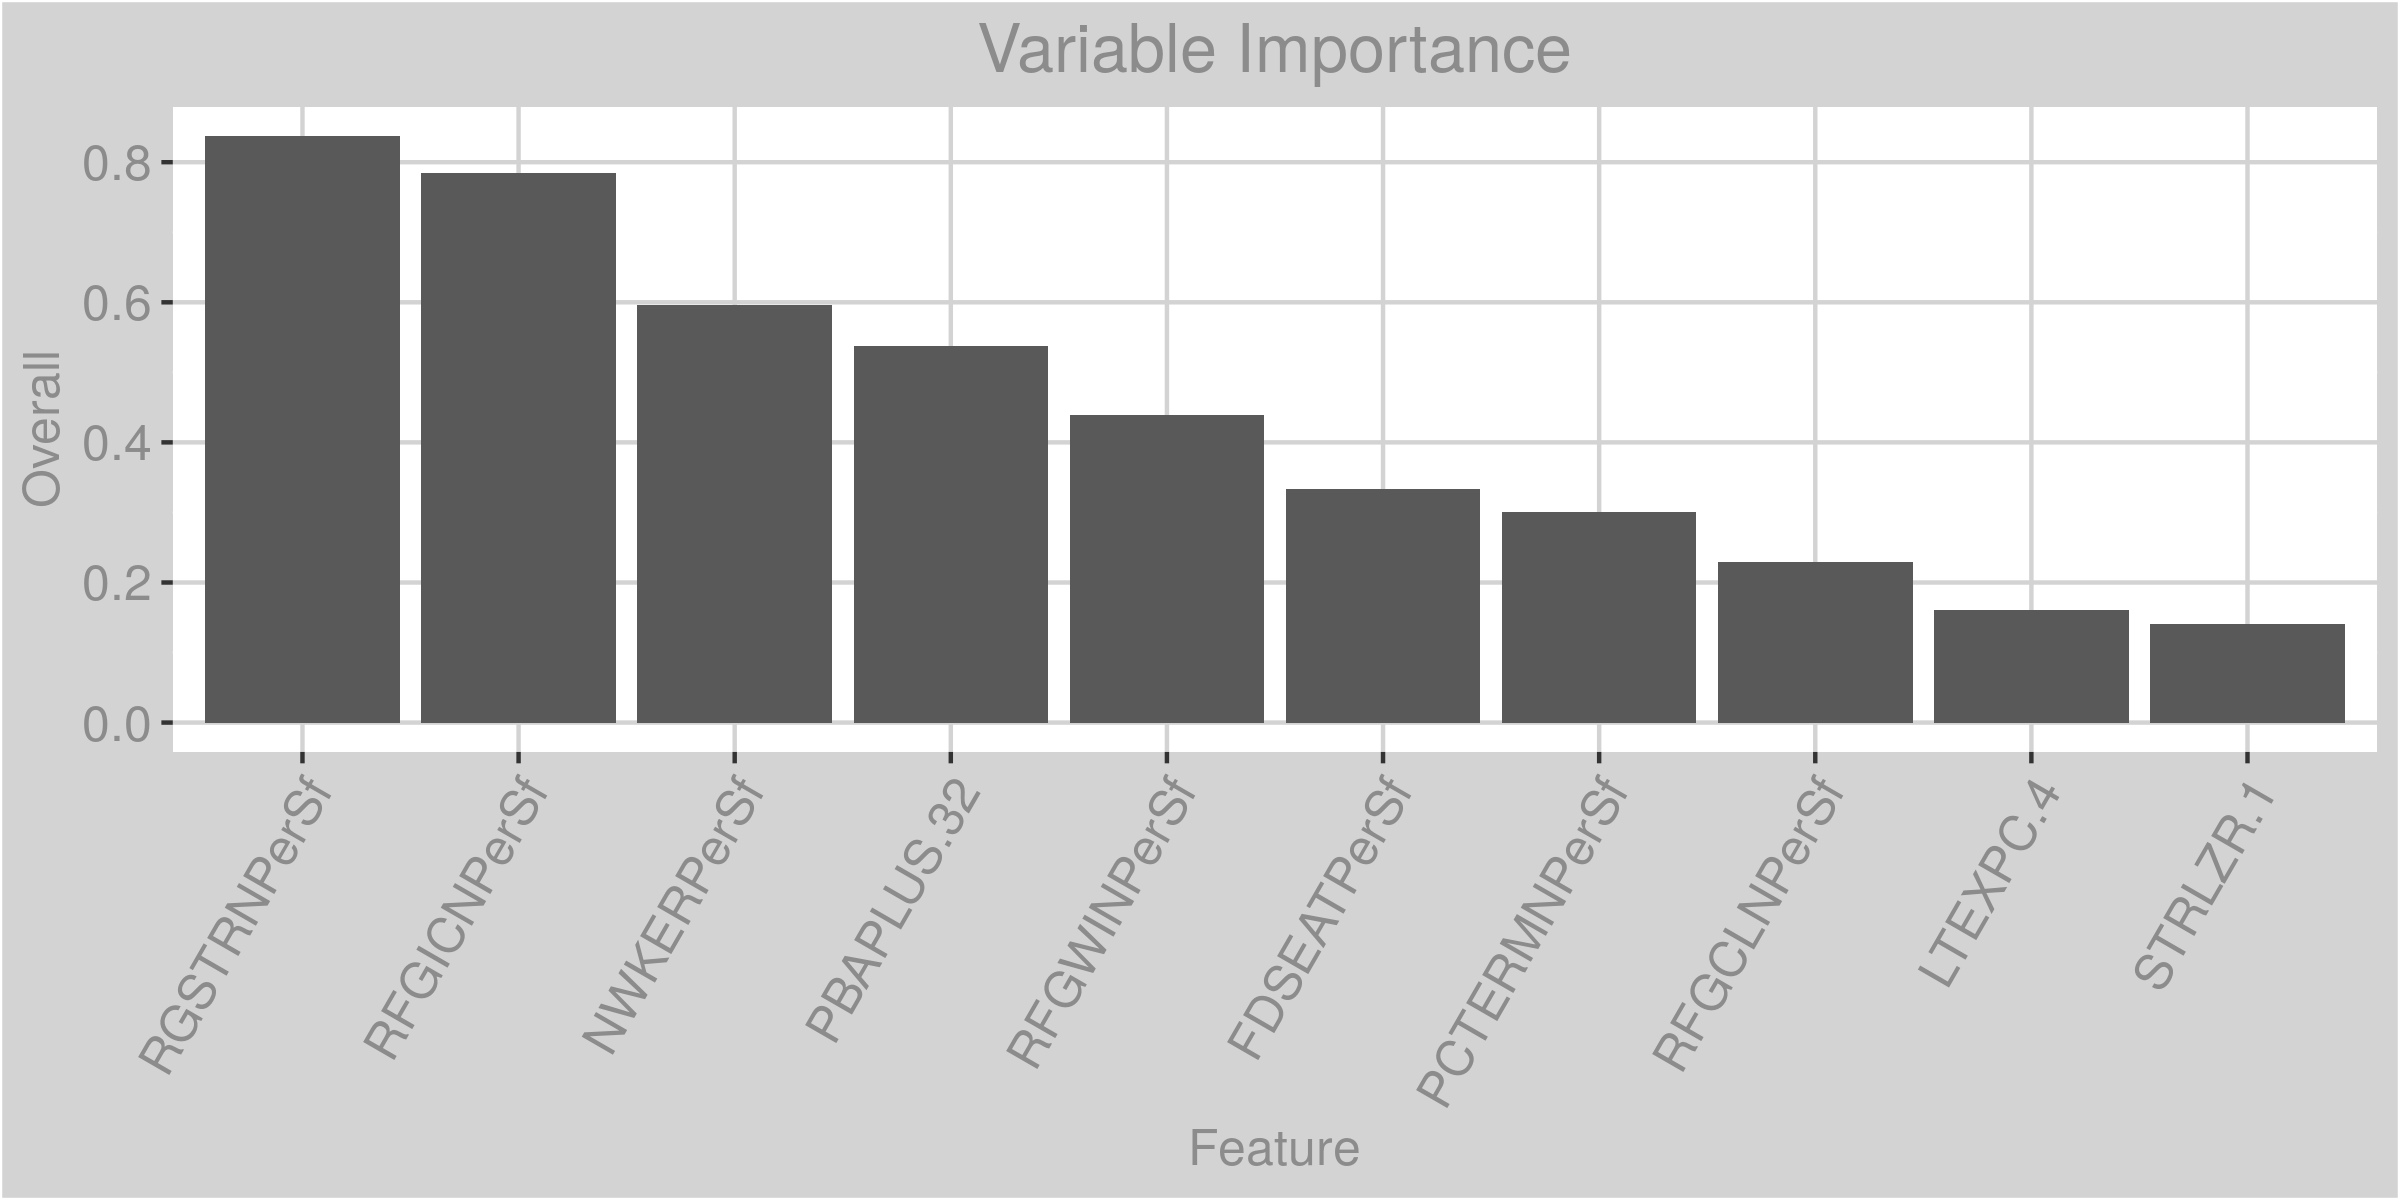 Variable Importance
Overall
0.8
0.6
0.4
0.2
0.0
RGSTRNPerSf
RFGICNPerSf
NWKERPerSf
PBAPLUS.32
RFGWINPerSf
FDSEATPerSf
PCTERMNPerSf
RFGCLNPerSf
LTEXPC.4
STRLZR.1
Feature